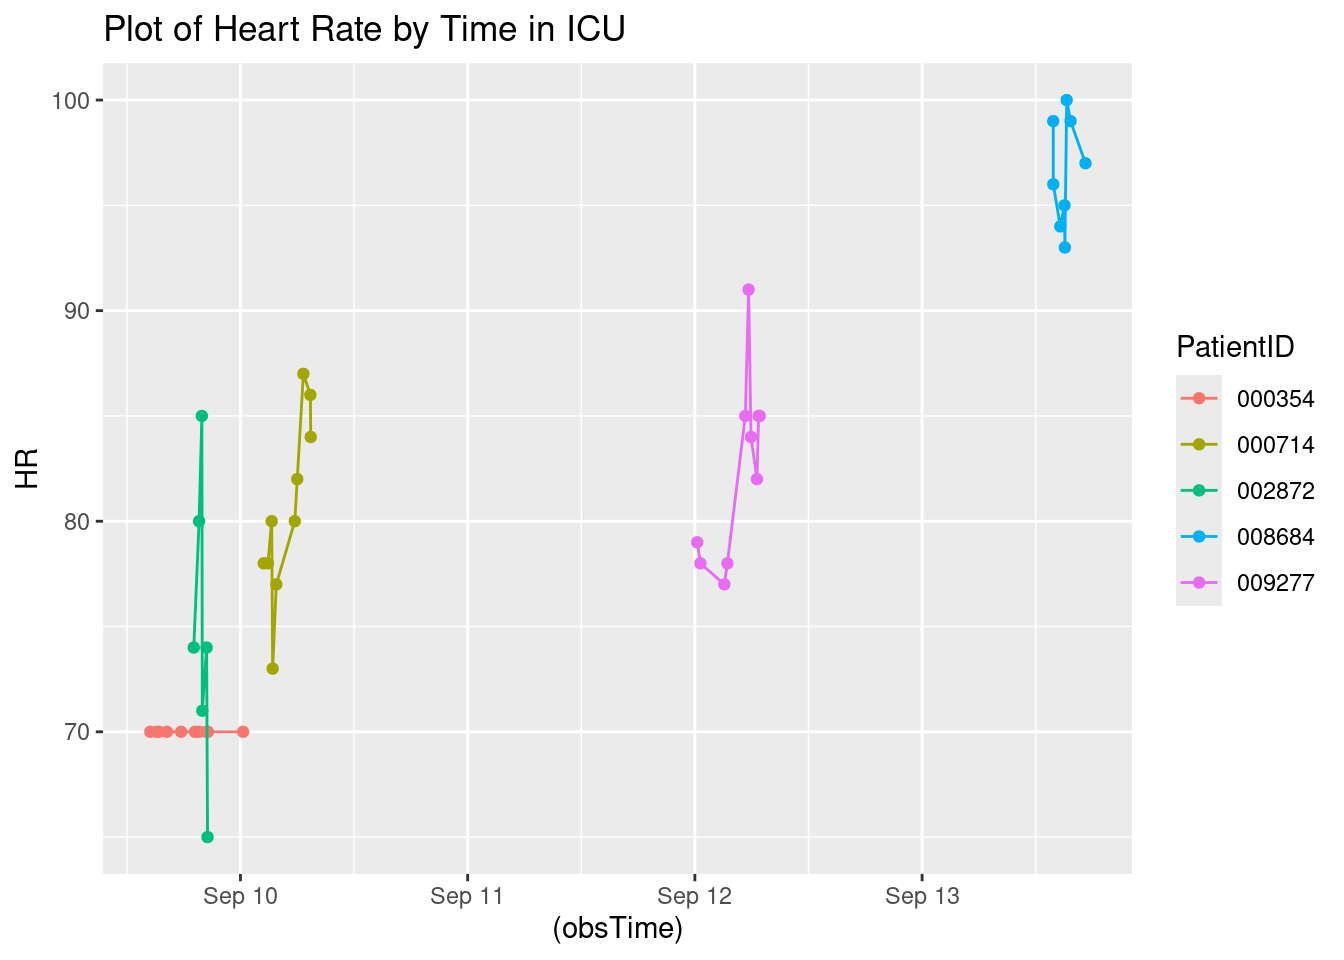 Plot of Heart Rate by Time in ICU
100
90
80
70
HR
Sep 10
Sep 11
Sep 12
Sep 13
(obsTime)
PatientID
000354
000714
002872
008684
009277